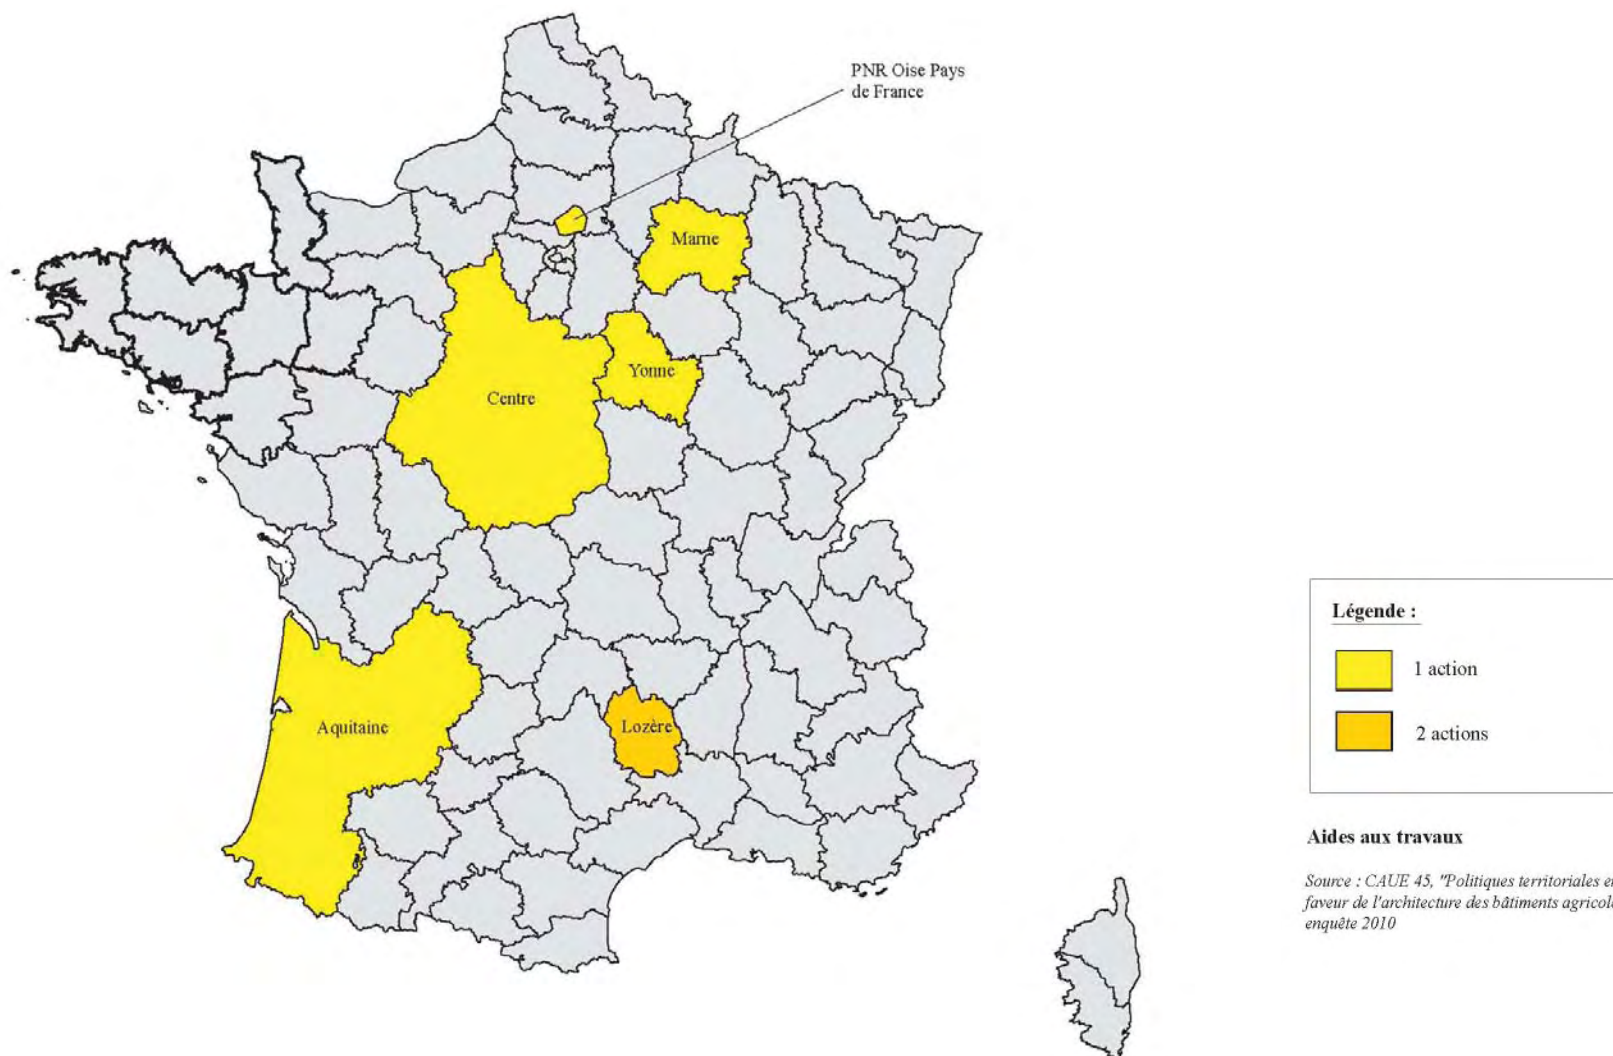 PNR Oise Pays
de France
Marne
Yonne
Centre
Aquitaine
Lozère
Légende :
1 action
2 actions
Aides aux travaux
Source : CAUE 45, "Politiques territoriales en
faveur de l'architecture des bâtiments agricole
enquête 2010